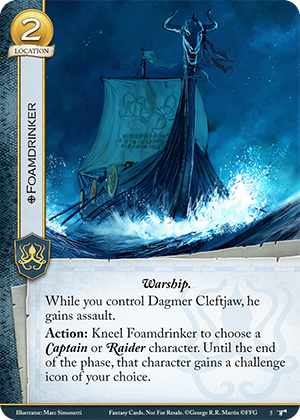 2
LOCATION
FOAMDRINKER
Warship.
While you control Dagmer Cleftjaw, he
gains assault.
Action: Kneel Foamdrinker to choose a
Captain or Raider character. Until the end
of the phase, that character gains a challenge
icon of your choice.
Illustrator: Marc Simonetti
Fantasy Cards. Not For Resale. ©George R.R. Martin ©FFG
5